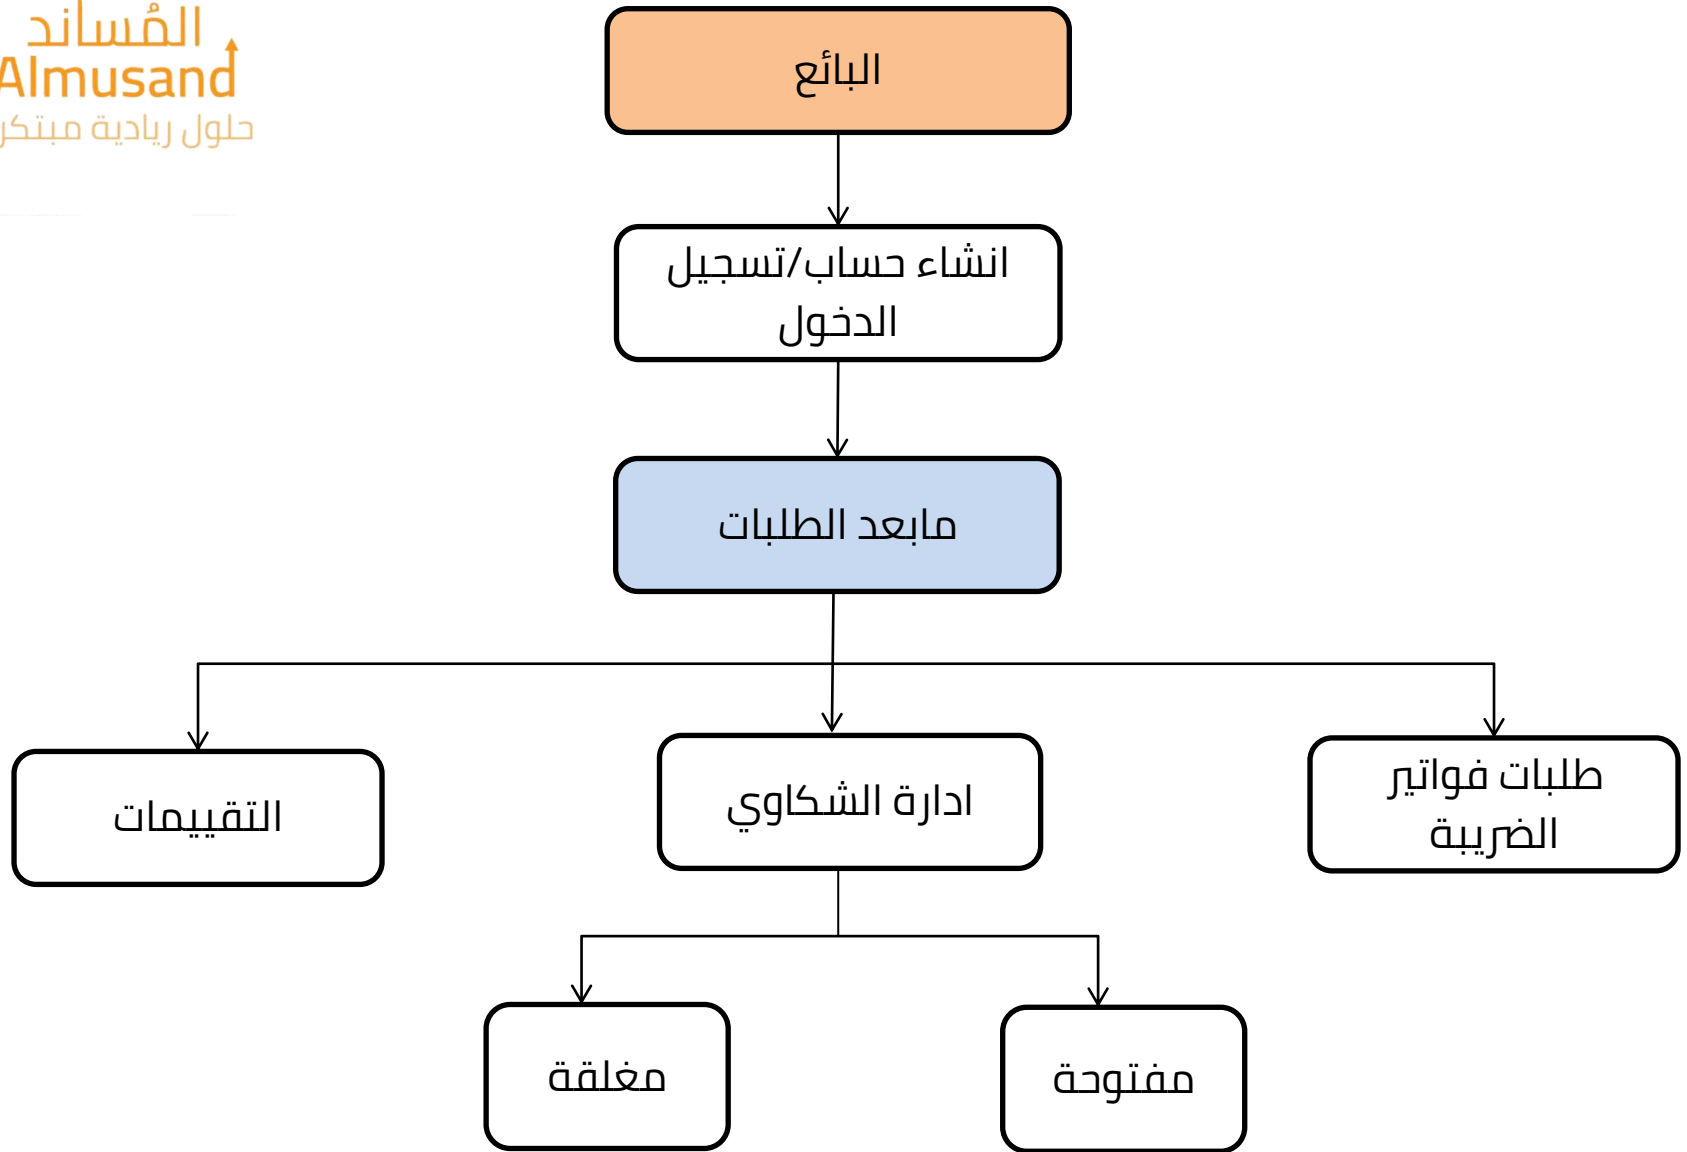 المُساند
Almusand
حلول ريادية مبتكر
البائع
انشاء حساب/تسجيل
الدخول
مابعد الطلبات
طلبات فواتير
الضريبة
ادارة الشكاوي
التقييمات
مفتوحة
مغلقة